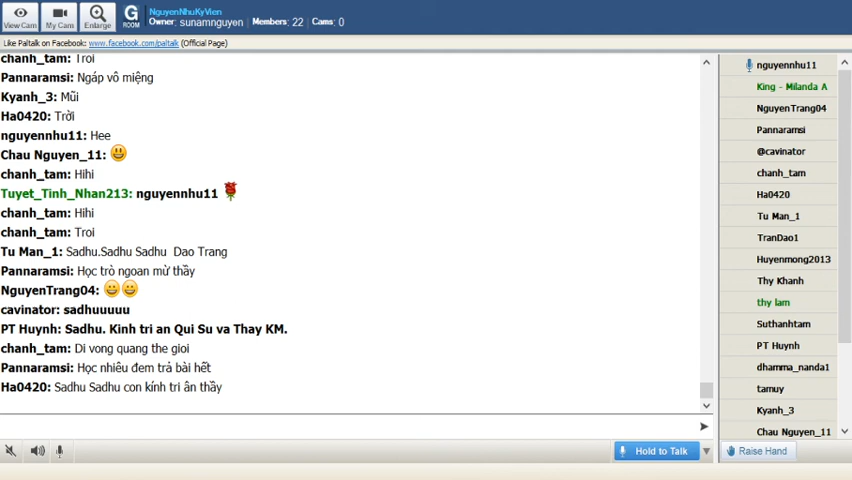 View Cam
My Cam
Enlarge
G
ROOM
NguyenNhuKyVien
Owner: sunamnguyen Members: 22 Cams: 0
Like Paltalk on Facebook: www.facebook.com/paltalk (Official Page)
chanh_tam: Troi
Pannaramsi: Ngáp vô miệng
Kyanh_3: Mũi
Ha0420: Trời
nguyennhu11: Hee
Chau Nguyen_11:
chanh_tam: Hihi
Tuyet_Tinh_Nhan213: nguyennhu11
chanh_tam: Hihi
chanh_tam: Troi
Tu Man_1: Sadhu.Sadhu Sadhu Dao Trang
Pannaramsi: Học trò ngoan mừ thầy
NguyenTrang04:
cavinator: sadhuuuuu
PT Huynh: Sadhu. Kinh tri an Qui Su va Thay KM.
chanh_tam: Di vong quang the gioi
Pannaramsi: Học nhiêu đem trả bài hết
Ha0420: Sadhu Sadhu con kính tri ân thầy
nguyennhu11
King - Milanda A
NguyenTrang04
Pannaramsi
@cavinator
chanh_tam
Ha0420
Tu Man_1
TranDao1
Huyenmong2013
Thy Khanh
thy lam
Suthanhtam
PT Huynh
dhamma_nanda1
tamuy
Kyanh_3
Chau Nguyen_11
Hold to Talk
Raise Hand